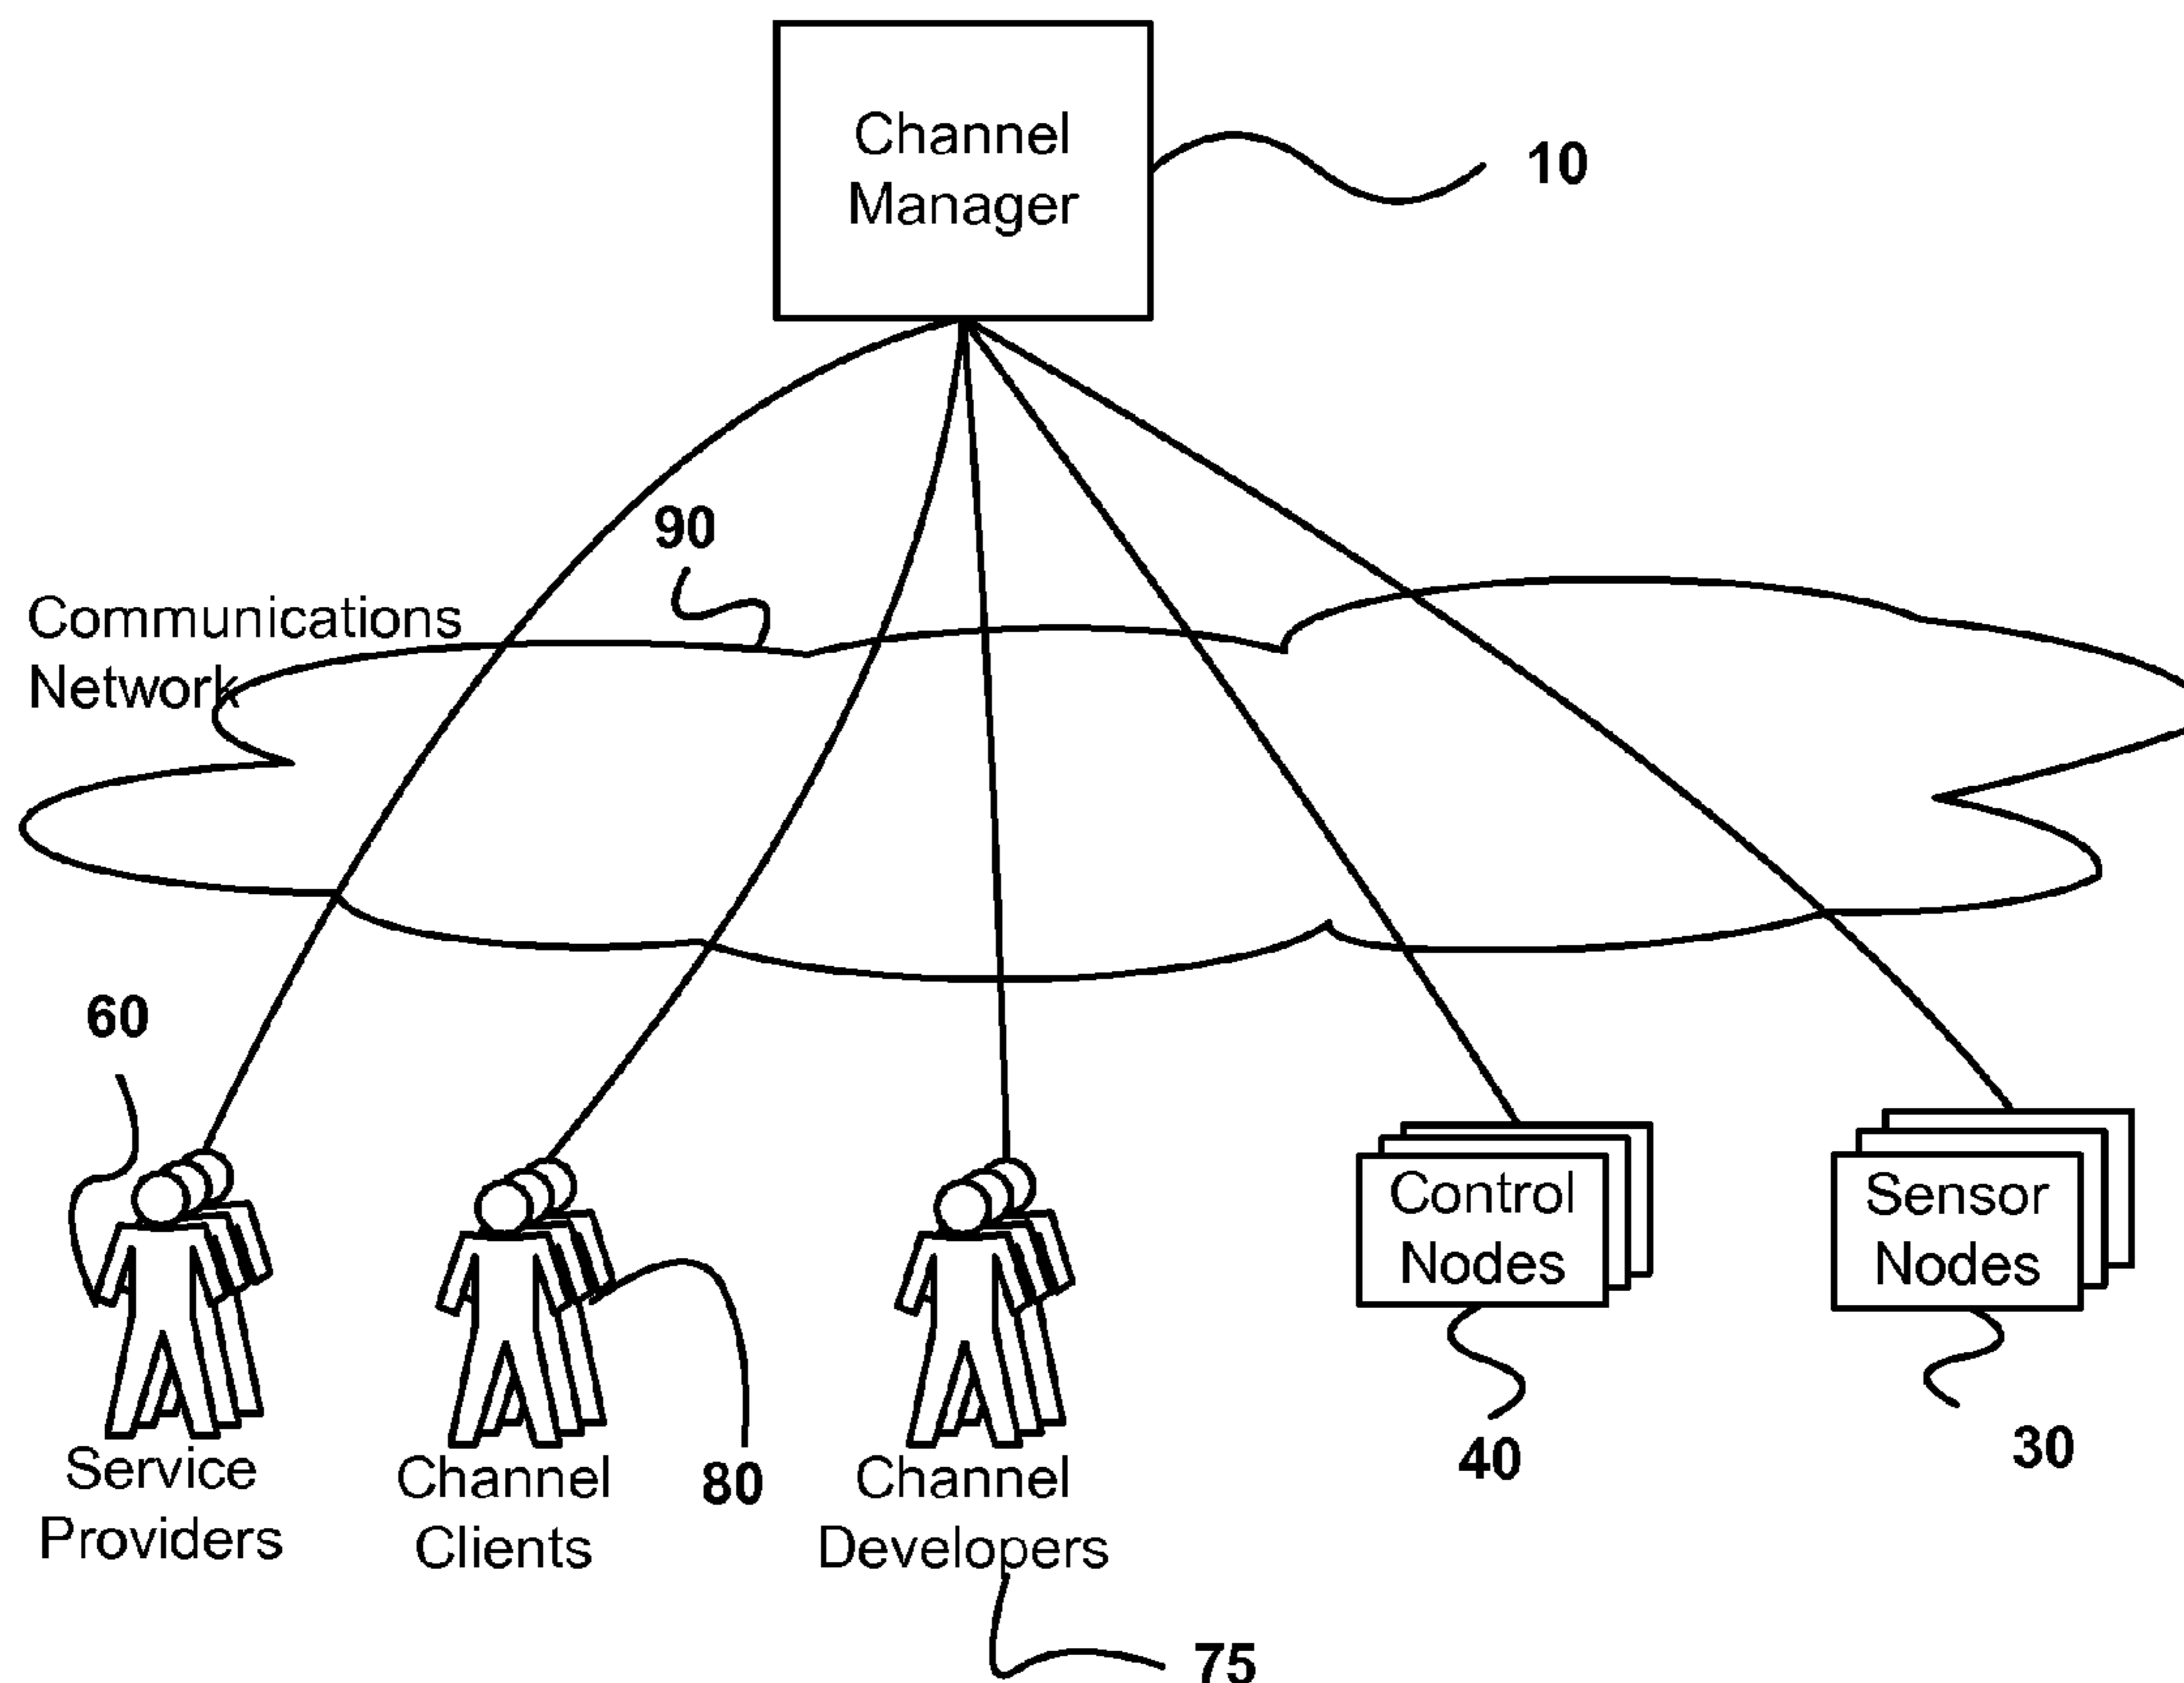 Channel
Manager
10
90
Communications
Network
60
Control
Nodes
Sensor
Nodes
Service
Providers
Channel
Clients
80
Channel
Developers
40
30
75